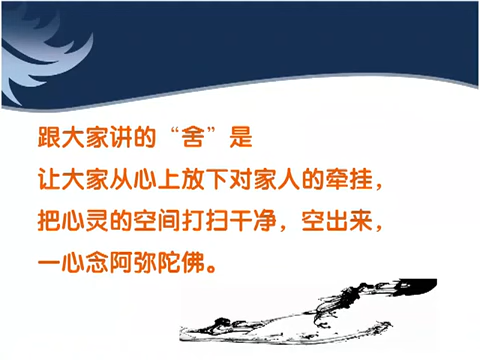 跟大家讲的“舍”是
让大家从心上放下对家人的牵挂，
把心灵的空间打扫干净，空出来，
一心念阿弥陀佛。